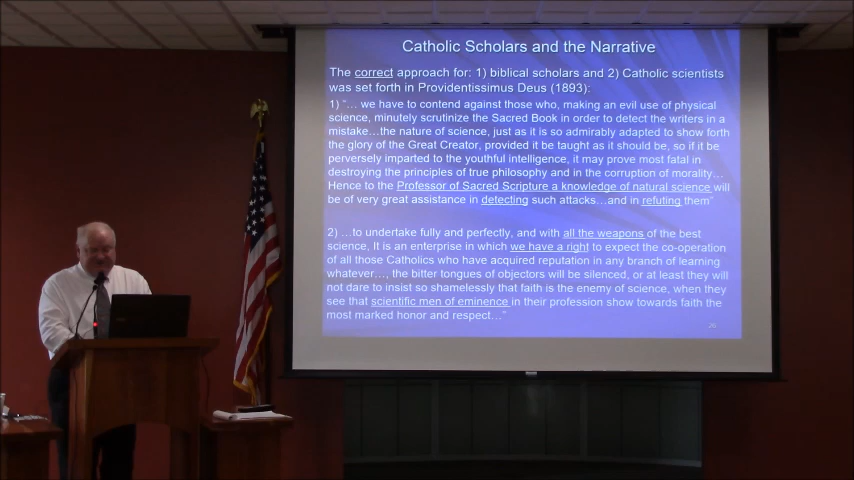 Catholic Scholars and the Narrative
The correct approach for: 1) biblical scholars and 2) Catholic scientists
was set forth in Providentissimus Deus (1893):
1) "... we have to contend against those who, making an evil use of physical
science, minutely scrutinize the Sacred Book in order to detect the writers in a
mistake...the nature of science, just as it is so admirably adapted to show forth
the glory of the Great Creator, provided it be taught as it should be, so if it be
perversely imparted to the youthful intelligence, it may prove most fatal in
destroying the principles of true philosophy and in the corruption of morality...
Hence to the Professor of Sacred Scripture a knowledge of natural science will
be of very great assistance in detecting such attacks...and in refuting them"
2) ...to undertake fully and perfectly, and with all the weapons of the best
science, It is an enterprise in which we have a right to expect the co-operation
of all those Catholics who have acquired reputation in any branch of learning
whatever..., the bitter tongues of objectors will be silenced, or at least they will
not dare to insist so shamelessly that faith is the enemy of science, when they
see that scientific men of eminence in their profession show towards faith the
most marked honor and respect..."
26